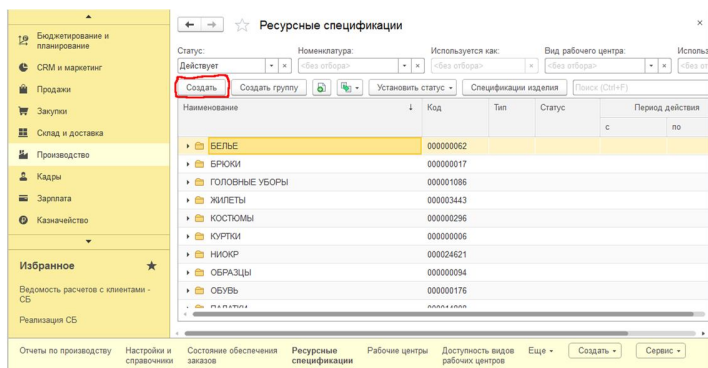 Ресурсные спецификации
Бюджетирование и
планирование
CRM и маркетинг
Продажи
Закупки
Склад и доставка
Производство
Кадры
Зарплата
Казначейство
Избранное
Ведомость расчетов с клиентами -
СБ
Реализация СБ
Статус: Номенклатура: Используется как: Вид рабочего центра: Использ
Действует <без отбора> <без отбора> <без отбора> <без от
Создать Создать группу Установить статус Спецификации изделия Поиск (Ctrl+F)
Наименование ↓ Код Тип Статус Период действия
с по
БЕЛЬЕ 000000062
БРЮКИ 000000017
ГОЛОВНЫЕ УБОРЫ 000001086
ЖИЛЕТЫ 000003443
КОСТЮМЫ 000000296
КУРТКИ 000000006
НИОКР 000024621
ОБРАЗЦЫ 000000094
ОБУВЬ 000000176
Отчеты по производству Настройки и справочники Состояние обеспечения заказов Ресурсные спецификации Рабочие центры Доступность видов рабочих центров Еще Создать Сервис